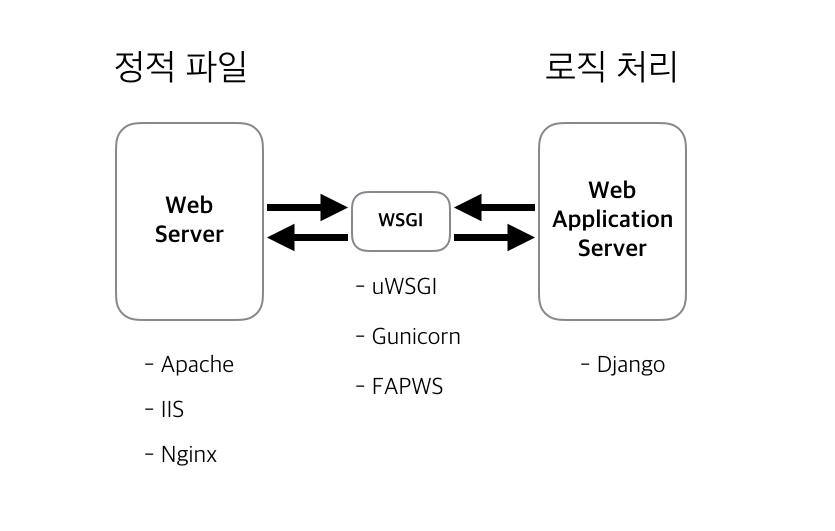 정적 파일
로직 처리
Web
Server
WSGI
Web
Application
Server
- uWSGI
- Gunicorn
- FAPWS
- Apache
- IIS
- Nginx
- Django